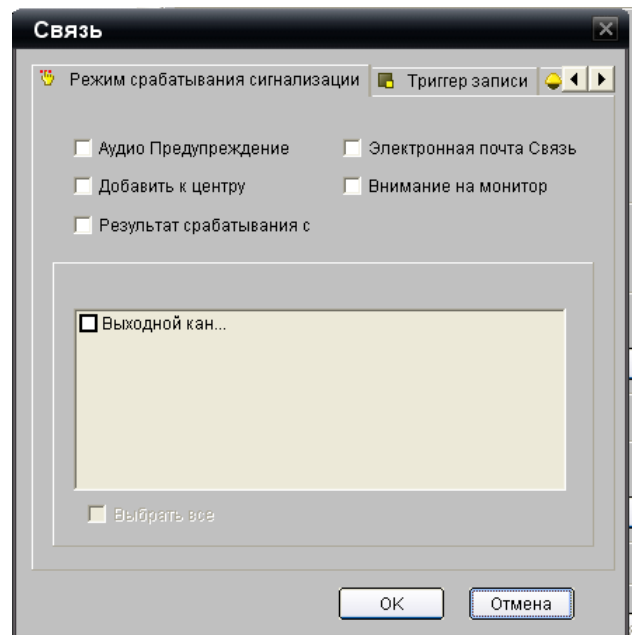 Связь
Режим срабатывания сигнализации Триггер записи
Аудио Предупреждение Электронная почта Связь
Добавить к центру Внимание на монитор
Результат срабатывания с
Выходной кан...
Выбрать все
OK Отмена